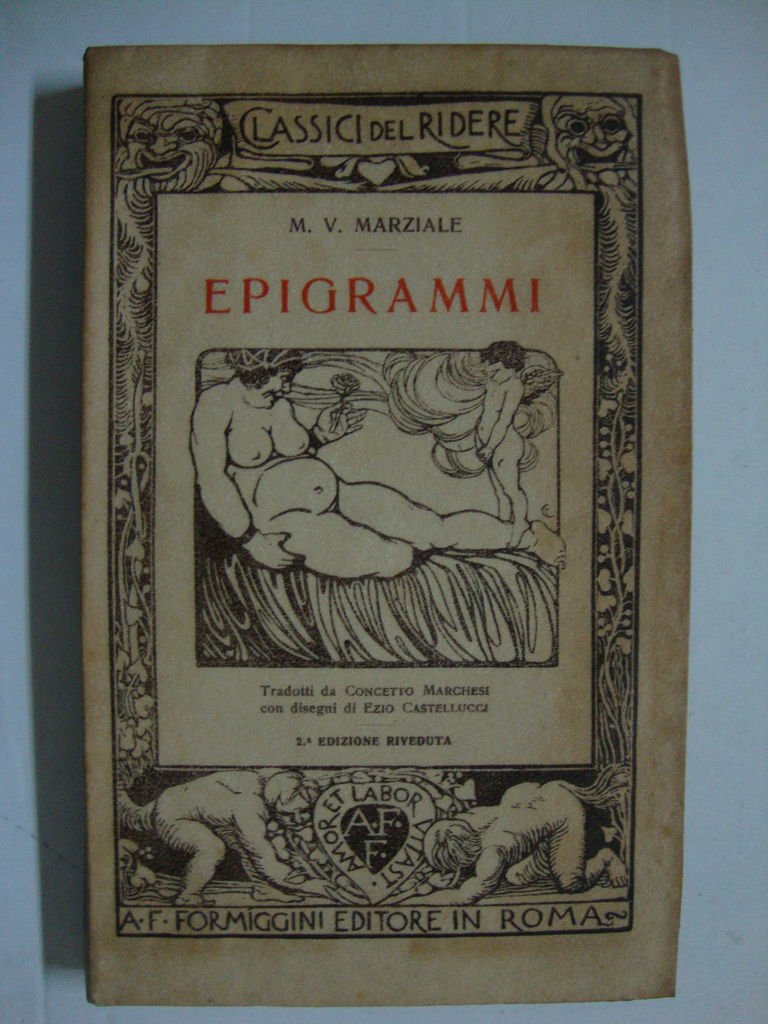 CLASSICI DEL RIDERE
M. V. MARZIALE
EPIGRAMMI
Tradotti da CONCETTO MARCHESI
con disegni di EZIO CASTELLUCCI
2.ª EDIZIONE RIVEDUTA
AMOR ET LABOR VITAST
A·F·
F·
A·F·FORMIGGINI EDITORE IN ROMA